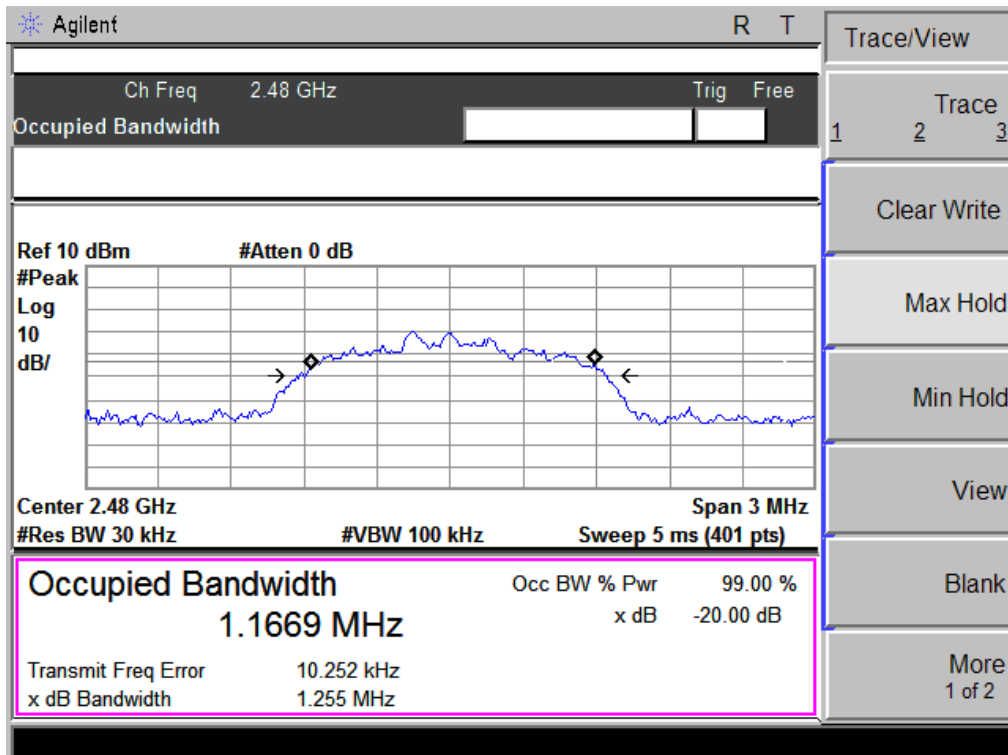 Agilent R T
Trace/View
Ch Freq 2.48 GHz Trig Free
Occupied Bandwidth
Trace
1 2 3
Clear Write
Max Hold
Min Hold
View
Blank
More
1 of 2
Ref 10 dBm #Atten 0 dB
#Peak
Log
10
dB/
Center 2.48 GHz Span 3 MHz
#Res BW 30 kHz #VBW 100 kHz Sweep 5 ms (401 pts)
Occupied Bandwidth Occ BW % Pwr 99.00 %
1.1669 MHz x dB -20.00 dB
Transmit Freq Error 10.252 kHz
x dB Bandwidth 1.255 MHz